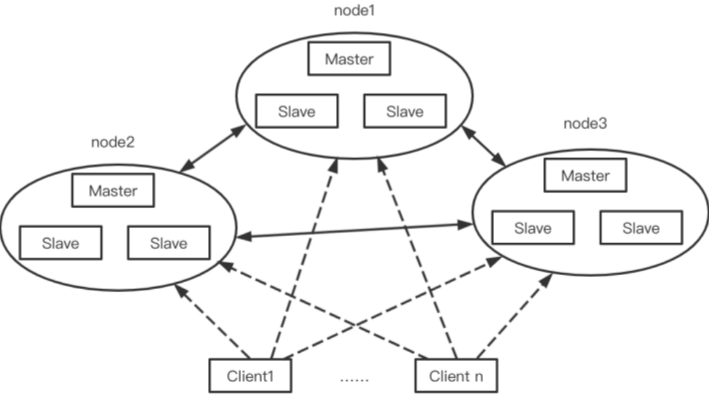 node1
Master
Slave Slave
node2
Master
Slave Slave
node3
Master
Slave Slave
Client1 ...... Client n